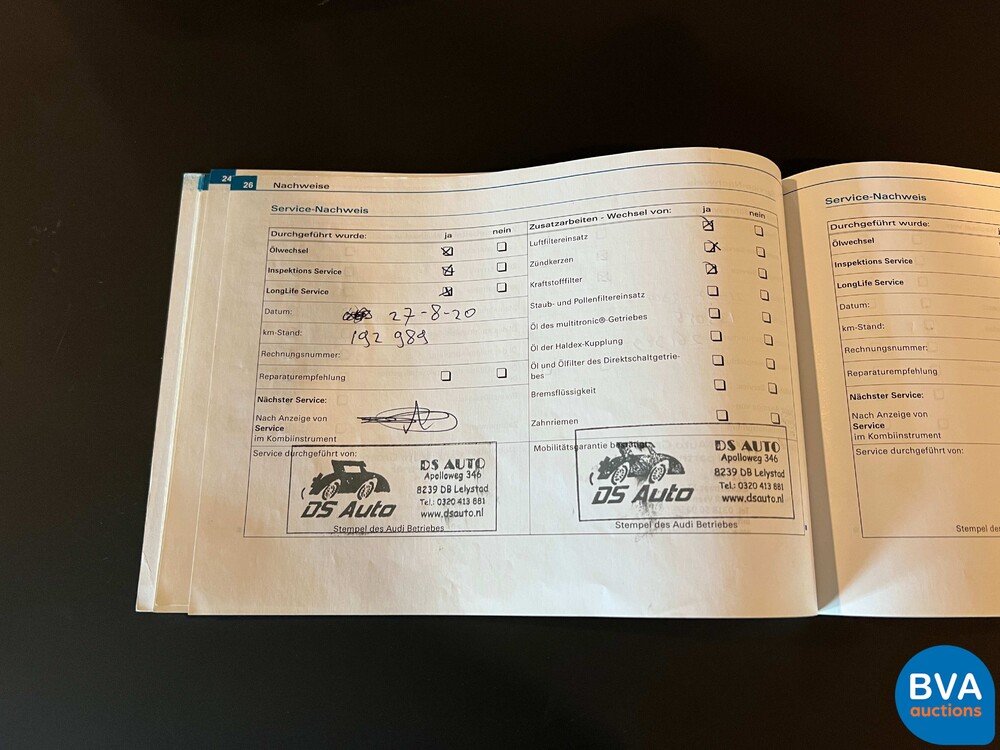 24
26
Nachweise
Service-Nachweis
Durchgeführt wurde:
ja
nein
Ölwechsel
Inspektions Service
LongLife Service
Datum: 27-8-20
km-Stand: 192 989
Rechnungsnummer:
Reparaturempfehlung
Nächster Service:
Nach Anzeige von
Service
im Kombiinstrument
Service durchgeführt von:
DS Auto
DS AUTO
Apolloweg 346
8239 DB Lelystad
Tel.: 0320 413 881
www.dsauto.nl
Stempel des Audi Betriebes
Zusatzarbeiten - Wechsel von:
ja
nein
Luftfiltereinsatz
Zündkerzen
Kraftstofffilter
Staub- und Pollenfiltereinsatz
Öl des multitronic®-Getriebes
Öl der Haldex-Kupplung
Öl und Ölfilter des Direktschaltgetrie-
bes
Bremsflüssigkeit
Zahnriemen
Mobilitätsgarantie bestätigt:
DS Auto
DS AUTO
Apolloweg 346
8239 DB Lelystad
Tel.: 0320 413 881
www.dsauto.nl
Stempel des Audi Betriebes
Service-Nachweis
Durchgeführt wurde:
Ölwechsel
Inspektions Service
LongLife Service
Datum:
km-Stand:
Rechnungsnummer:
Reparaturempfehlung
Nächster Service:
Nach Anzeige von
Service
im Kombiinstrument
Service durchgeführt von:
Stempel des
BVA
auctions